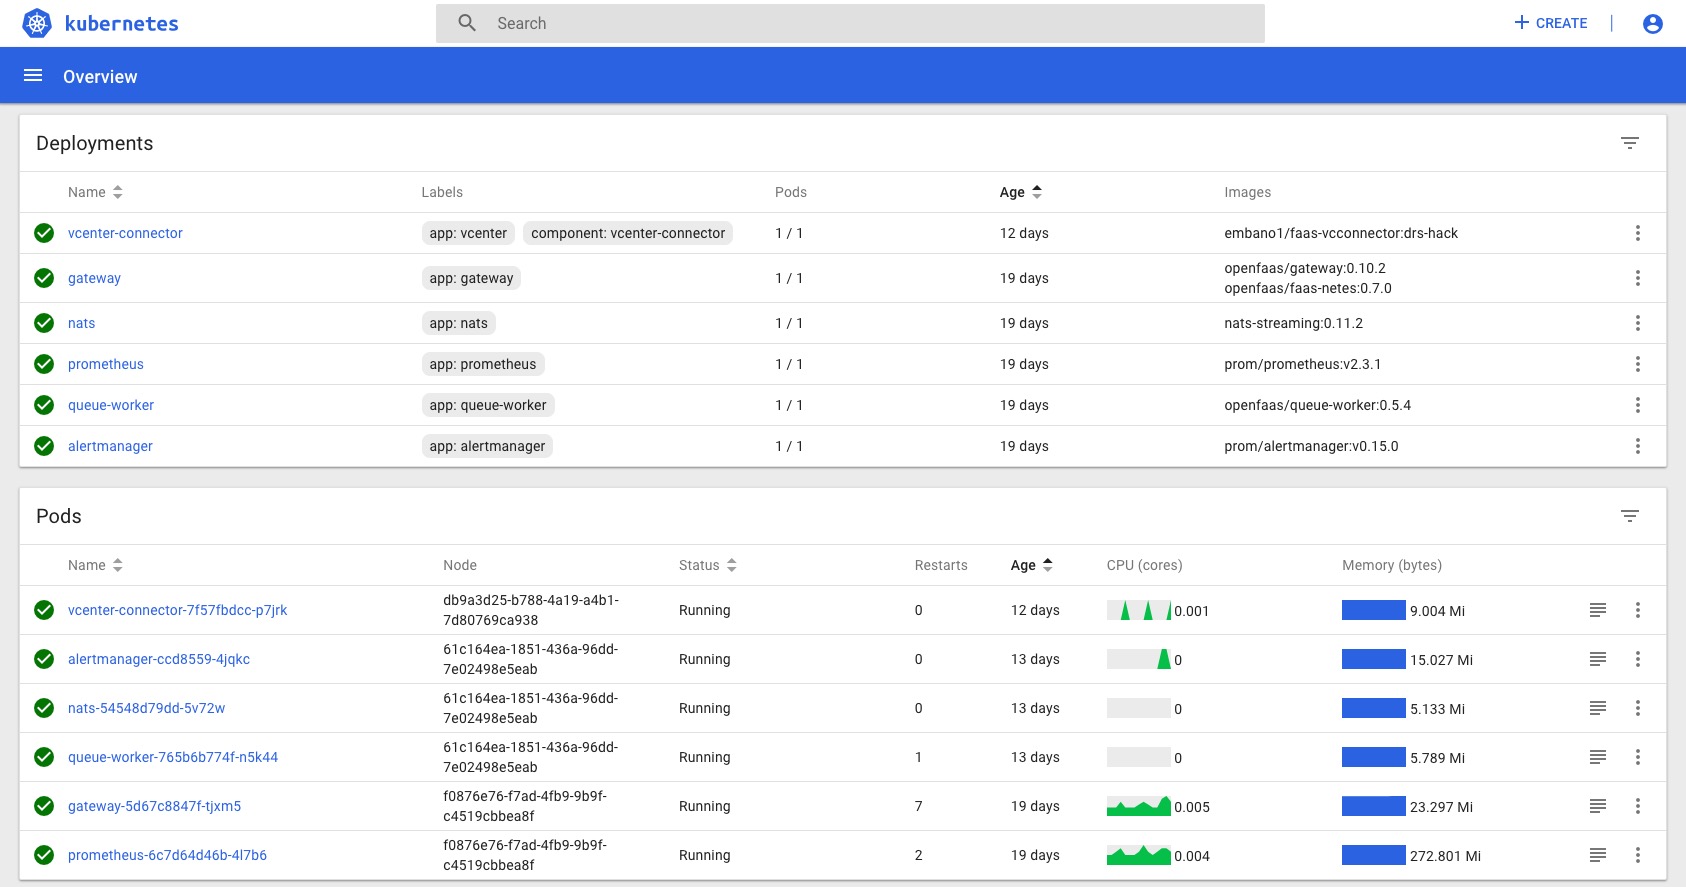 kubernetes
Search
CREATE
Overview
Deployments
Name Labels Pods Age Images
vcenter-connector app: vcenter component: vcenter-connector 1 / 1 12 days embano1/faas-vcconnector:drs-hack
gateway app: gateway 1 / 1 19 days openfaas/gateway:0.10.2
openfaas/faas-netes:0.7.0
nats app: nats 1 / 1 19 days nats-streaming:0.11.2
prometheus app: prometheus 1 / 1 19 days prom/prometheus:v2.3.1
queue-worker app: queue-worker 1 / 1 19 days openfaas/queue-worker:0.5.4
alertmanager app: alertmanager 1 / 1 19 days prom/alertmanager:v0.15.0
Pods
Name Node Status Restarts Age CPU (cores) Memory (bytes)
vcenter-connector-7f57fbdcc-p7jrk db9a3d25-b788-4a19-a4b1- Running 0 12 days 0.001 9.004 Mi
7d80769ca938
alertmanager-ccd8559-4jqkc 61c164ea-1851-436a-96dd- Running 0 13 days 0 15.027 Mi
7e02498e5eab
nats-54548d79dd-5v72w 61c164ea-1851-436a-96dd- Running 0 13 days 0 5.133 Mi
7e02498e5eab
queue-worker-765b6b774f-n5k44 61c164ea-1851-436a-96dd- Running 1 13 days 0 5.789 Mi
7e02498e5eab
gateway-5d67c8847f-tjxm5 f0876e76-f7ad-4fb9-9b9f- Running 7 19 days 0.005 23.297 Mi
c4519cbbea8f
prometheus-6c7d64d46b-4l7b6 f0876e76-f7ad-4fb9-9b9f- Running 2 19 days 0.004 272.801 Mi
c4519cbbea8f